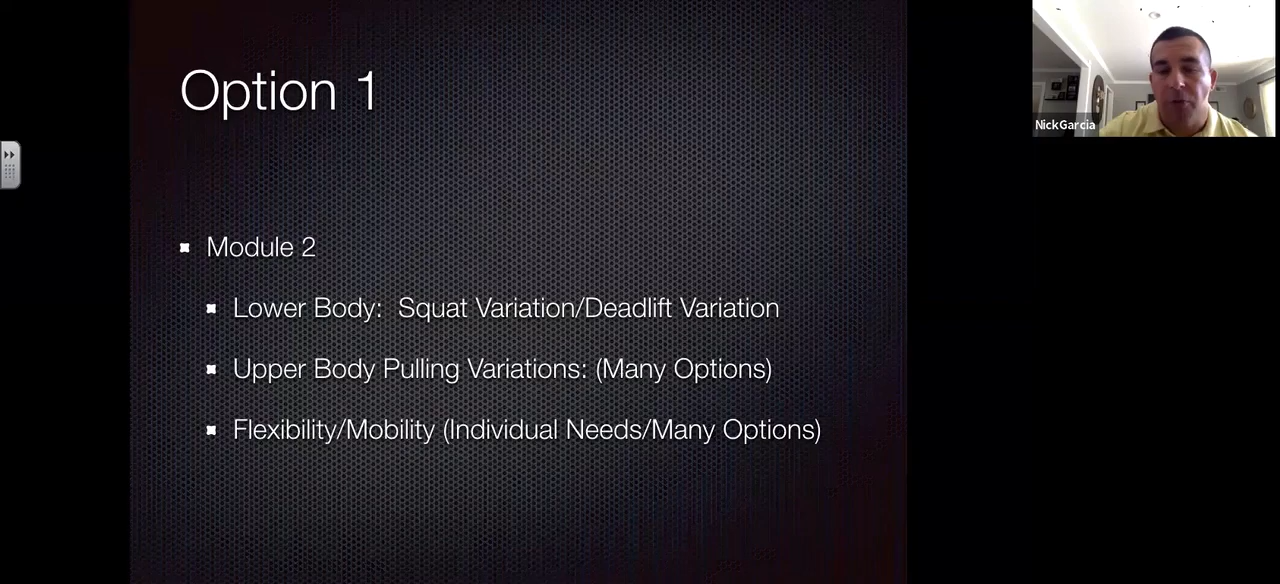 Option 1
NickGarcia
Module 2
Lower Body:  Squat Variation/Deadlift Variation
Upper Body Pulling Variations: (Many Options)
Flexibility/Mobility (Individual Needs/Many Options)